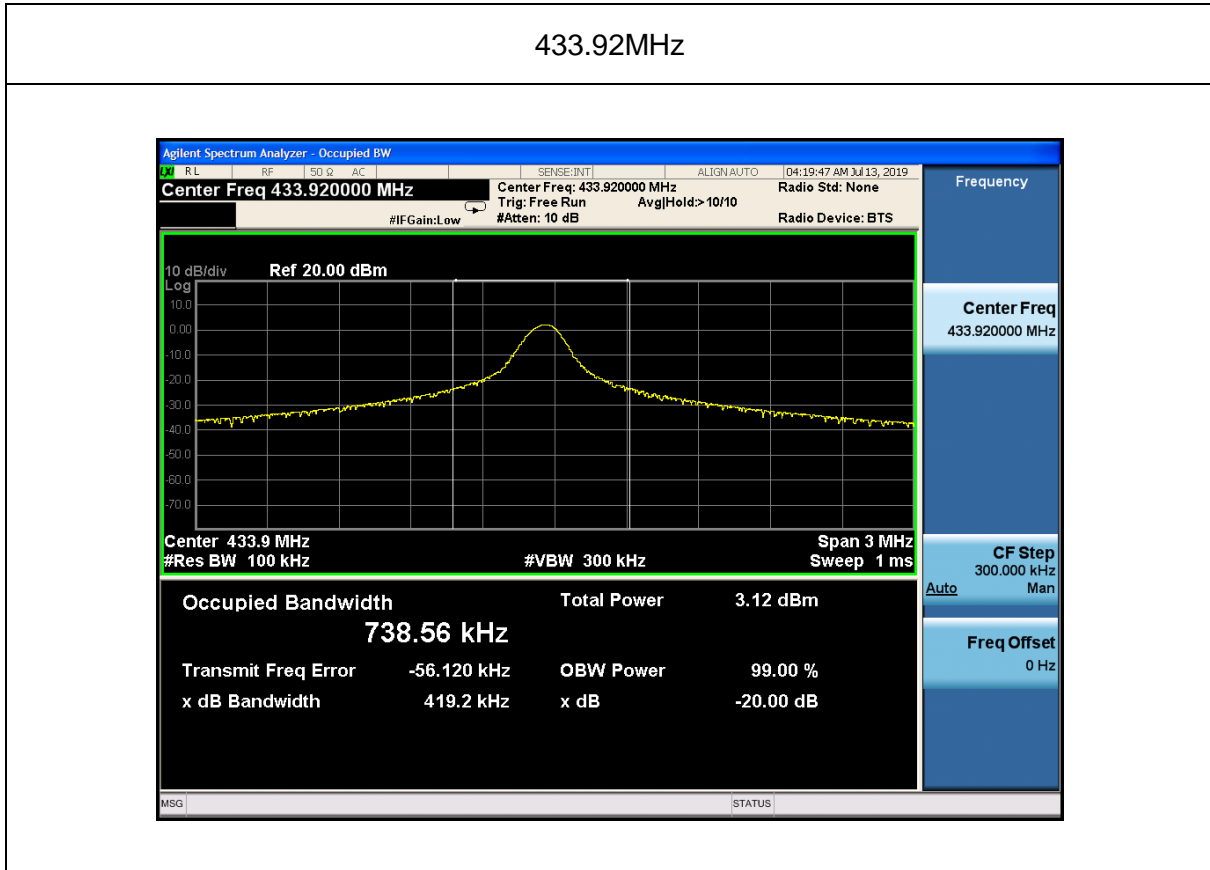 433.92MHz
Agilent Spectrum Analyzer - Occupied BW
LXI RL RF 50 Ω AC SENSE:INT ALIGN AUTO 04:19:47 AM Jul 13, 2019
Center Freq 433.920000 MHz
Center Freq: 433.920000 MHz
Radio Std: None
Trig: Free Run Avg|Hold:>10/10
#IFGain:Low
#Atten: 10 dB
Radio Device: BTS
10 dB/div Ref 20.00 dBm
Log
10.0
0.00
-10.0
-20.0
-30.0
-40.0
-50.0
-60.0
-70.0
Center 433.9 MHz Span 3 MHz
#Res BW 100 kHz #VBW 300 kHz Sweep 1 ms
Occupied Bandwidth Total Power 3.12 dBm
738.56 kHz
Transmit Freq Error -56.120 kHz OBW Power 99.00 %
x dB Bandwidth 419.2 kHz x dB -20.00 dB
MSG STATUS
Frequency
Center Freq
433.920000 MHz
CF Step
300.000 kHz
Auto Man
Freq Offset
0 Hz